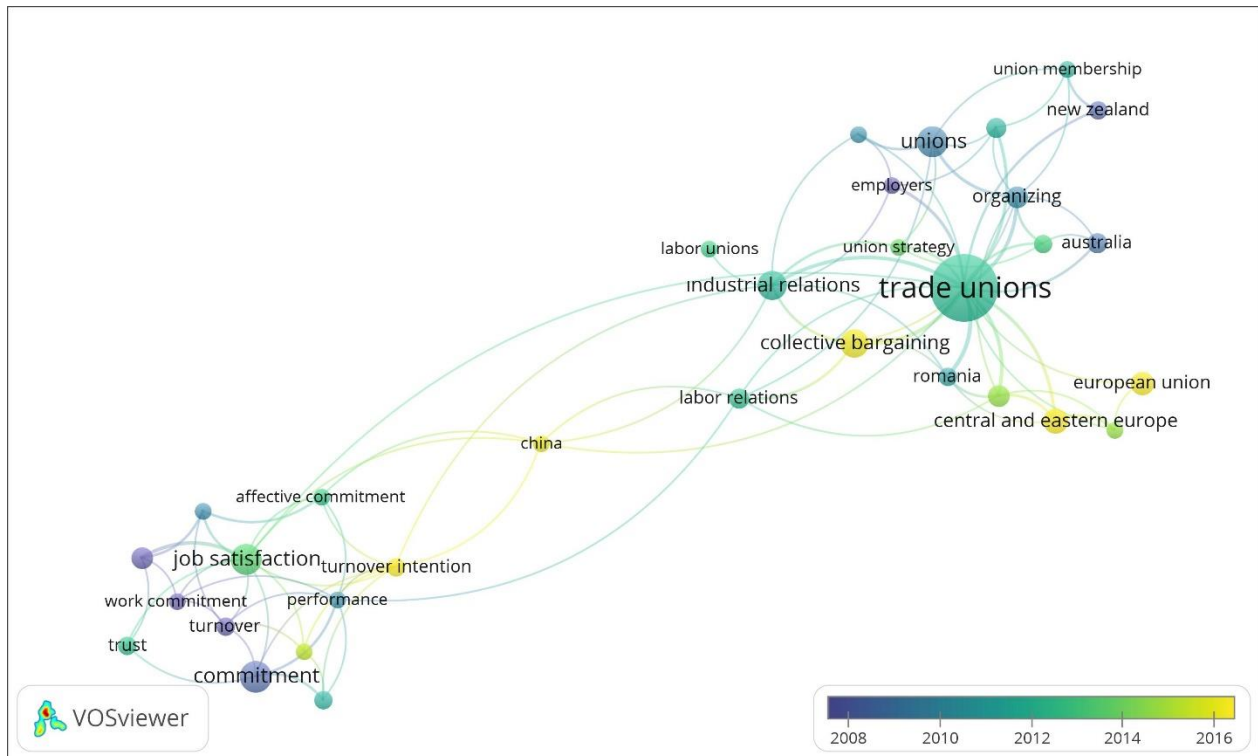 union membership
new zealand
unions
employers
organizing
labor unions
union strategy
australia
industrial relations
trade unions
collective bargaining
romania
european union
labor relations
central and eastern europe
china
affective commitment
job satisfaction
turnover intention
work commitment
performance
turnover
trust
commitment
VOSviewer
2008 2010 2012 2014 2016